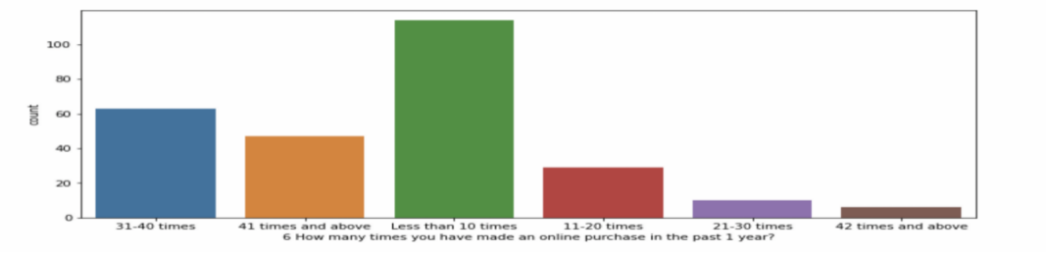 100
80
60
40
20
0
count
31-40 times 41 times and above Less than 10 times 11-20 times 21-30 times 42 times and above
6 How many times you have made an online purchase in the past 1 year?